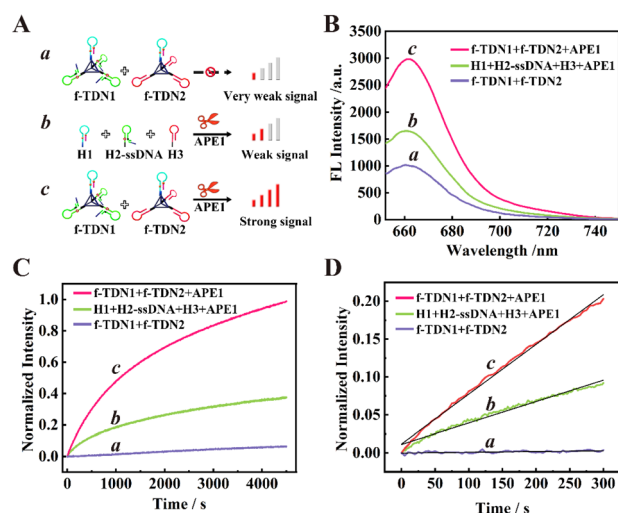 A
a
f-TDN1
f-TDN2
Very weak signal
b
H1
H2-ssDNA
H3
APE1
Weak signal
c
f-TDN1
f-TDN2
APE1
Strong signal
B
FL Intensity /a.u.
3500
3000
2500
2000
1500
1000
500
0
c
b
a
f-TDN1+f-TDN2+APE1
H1+H2-ssDNA+H3+APE1
f-TDN1+f-TDN2
660
680
700
720
740
Wavelength /nm
C
Normalized Intensity
1.0
0.8
0.6
0.4
0.2
0.0
f-TDN1+f-TDN2+APE1
H1+H2-ssDNA+H3+APE1
f-TDN1+f-TDN2
c
b
a
0
1000
2000
3000
4000
Time / s
D
Normalized Intensity
0.20
0.15
0.10
0.05
0.00
f-TDN1+f-TDN2+APE1
H1+H2-ssDNA+H3+APE1
f-TDN1+f-TDN2
c
b
a
0
50
100
150
200
250
300
Time / s